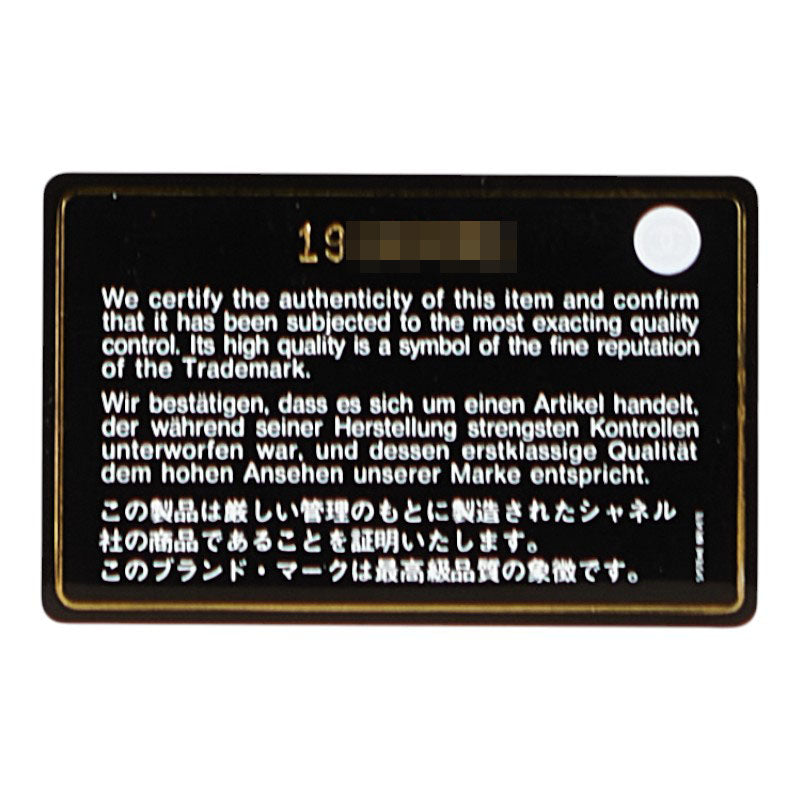 19
We certify the authenticity of this item and confirm
that it has been subjected to the most exacting quality
control. Its high quality is a symbol of the fine reputation
of the Trademark.
Wir bestätigen, dass es sich um einen Artikel handelt,
der während seiner Herstellung strengsten Kontrollen
unterworfen war, und dessen erstklassige Qualität
dem hohen Ansehen unserer Marke entspricht.
この製品は厳しい管理のもとに製造されたシャネル
社の商品であることを証明いたします。
このブランド・マークは最高級品質の象徴です。